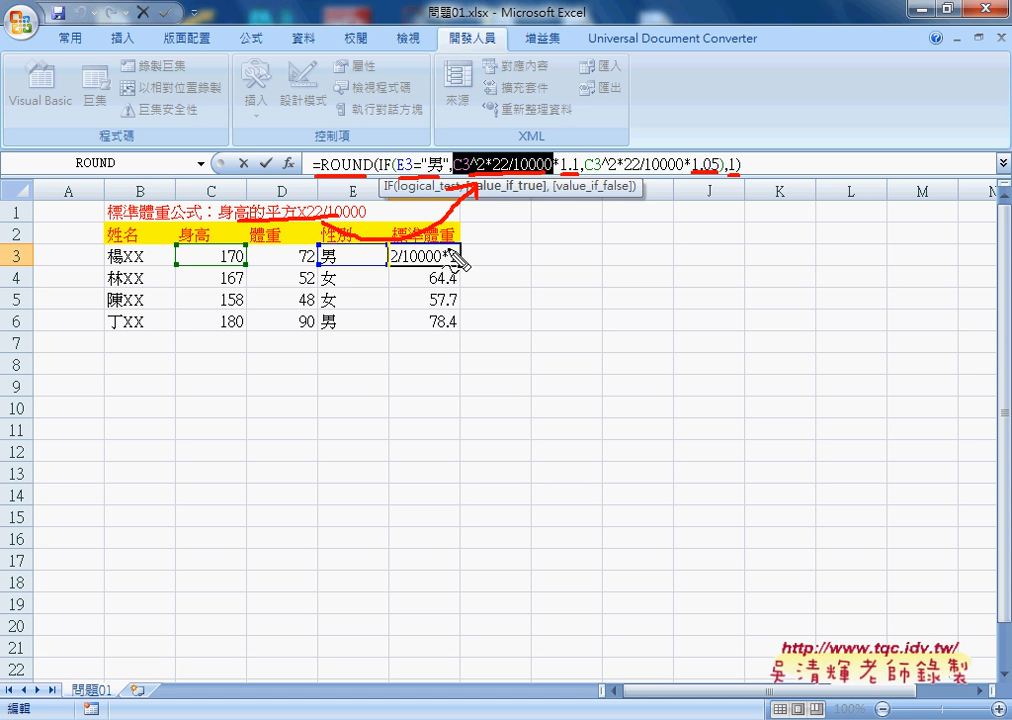 問題01.xlsx - Microsoft Excel
常用 插入 版面配置 公式 資料 校閱 檢視 開發人員 增益集 Universal Document Converter
Visual Basic 巨集 錄製巨集 以相對位置錄製 巨集安全性 插入 設計模式 屬性 檢視程式碼 執行對話方塊 來源 對應內容 擴充套件 重新整理資料 匯入 匯出
程式碼 控制項 XML
ROUND fx =ROUND(IF(E3="男",C3^2*22/10000*1.1,C3^2*22/10000*1.05),1)
IF(logical_test, [value_if_true], [value_if_false])
A B C D E J K L M N
1 標準體重公式：身高的平方X22/10000
2 姓名 身高 體重 性別 標準體重
3 楊XX 170 72 男 2/10000*1
4 林XX 167 52 女 64.4
5 陳XX 158 48 女 57.7
6 丁XX 180 90 男 78.4
7
8
9
10
11
12
13
14
15
16
17
18
19
20
21
22
http://www.tqc.idv.tw/
吳清輝老師錄製
問題01
編輯 100%